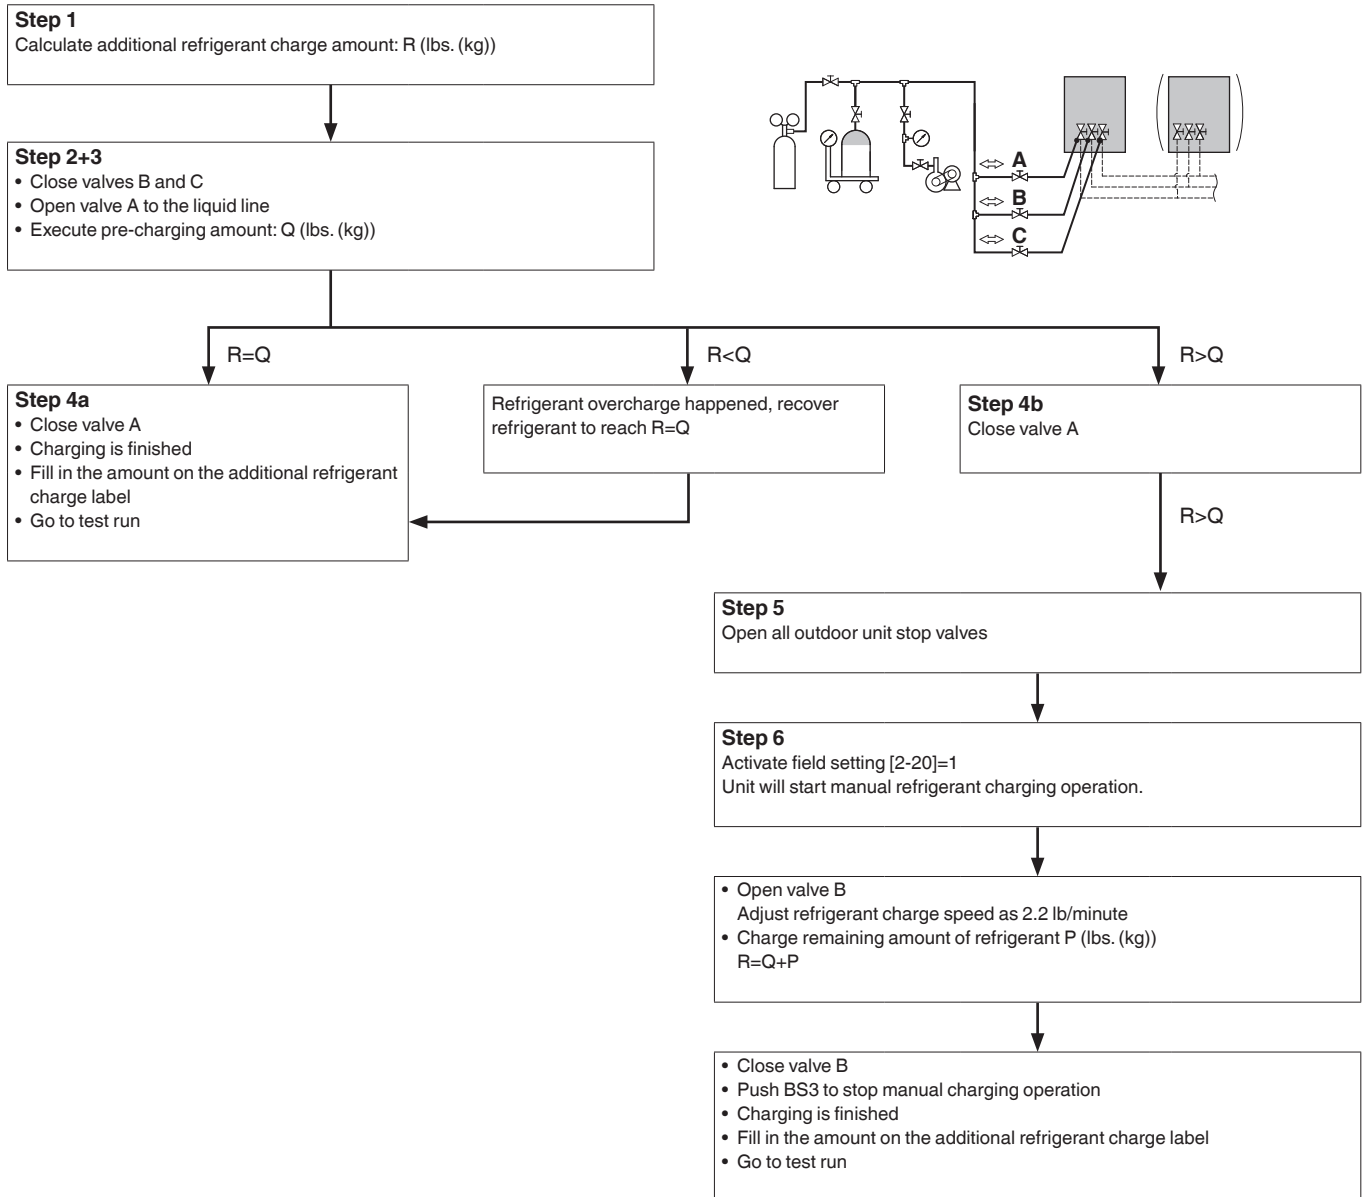 Step 1
Calculate additional refrigerant charge amount: R (lbs. (kg))
Step 2+3
• Close valves B and C
• Open valve A to the liquid line
• Execute pre-charging amount: Q (lbs. (kg))
A
B
C
R=Q
R<Q
R>Q
Step 4a
• Close valve A
• Charging is finished
• Fill in the amount on the additional refrigerant
charge label
• Go to test run
Refrigerant overcharge happened, recover
refrigerant to reach R=Q
Step 4b
Close valve A
R>Q
Step 5
Open all outdoor unit stop valves
Step 6
Activate field setting [2-20]=1
Unit will start manual refrigerant charging operation.
• Open valve B
Adjust refrigerant charge speed as 2.2 lb/minute
• Charge remaining amount of refrigerant P (lbs. (kg))
R=Q+P
• Close valve B
• Push BS3 to stop manual charging operation
• Charging is finished
• Fill in the amount on the additional refrigerant charge label
• Go to test run